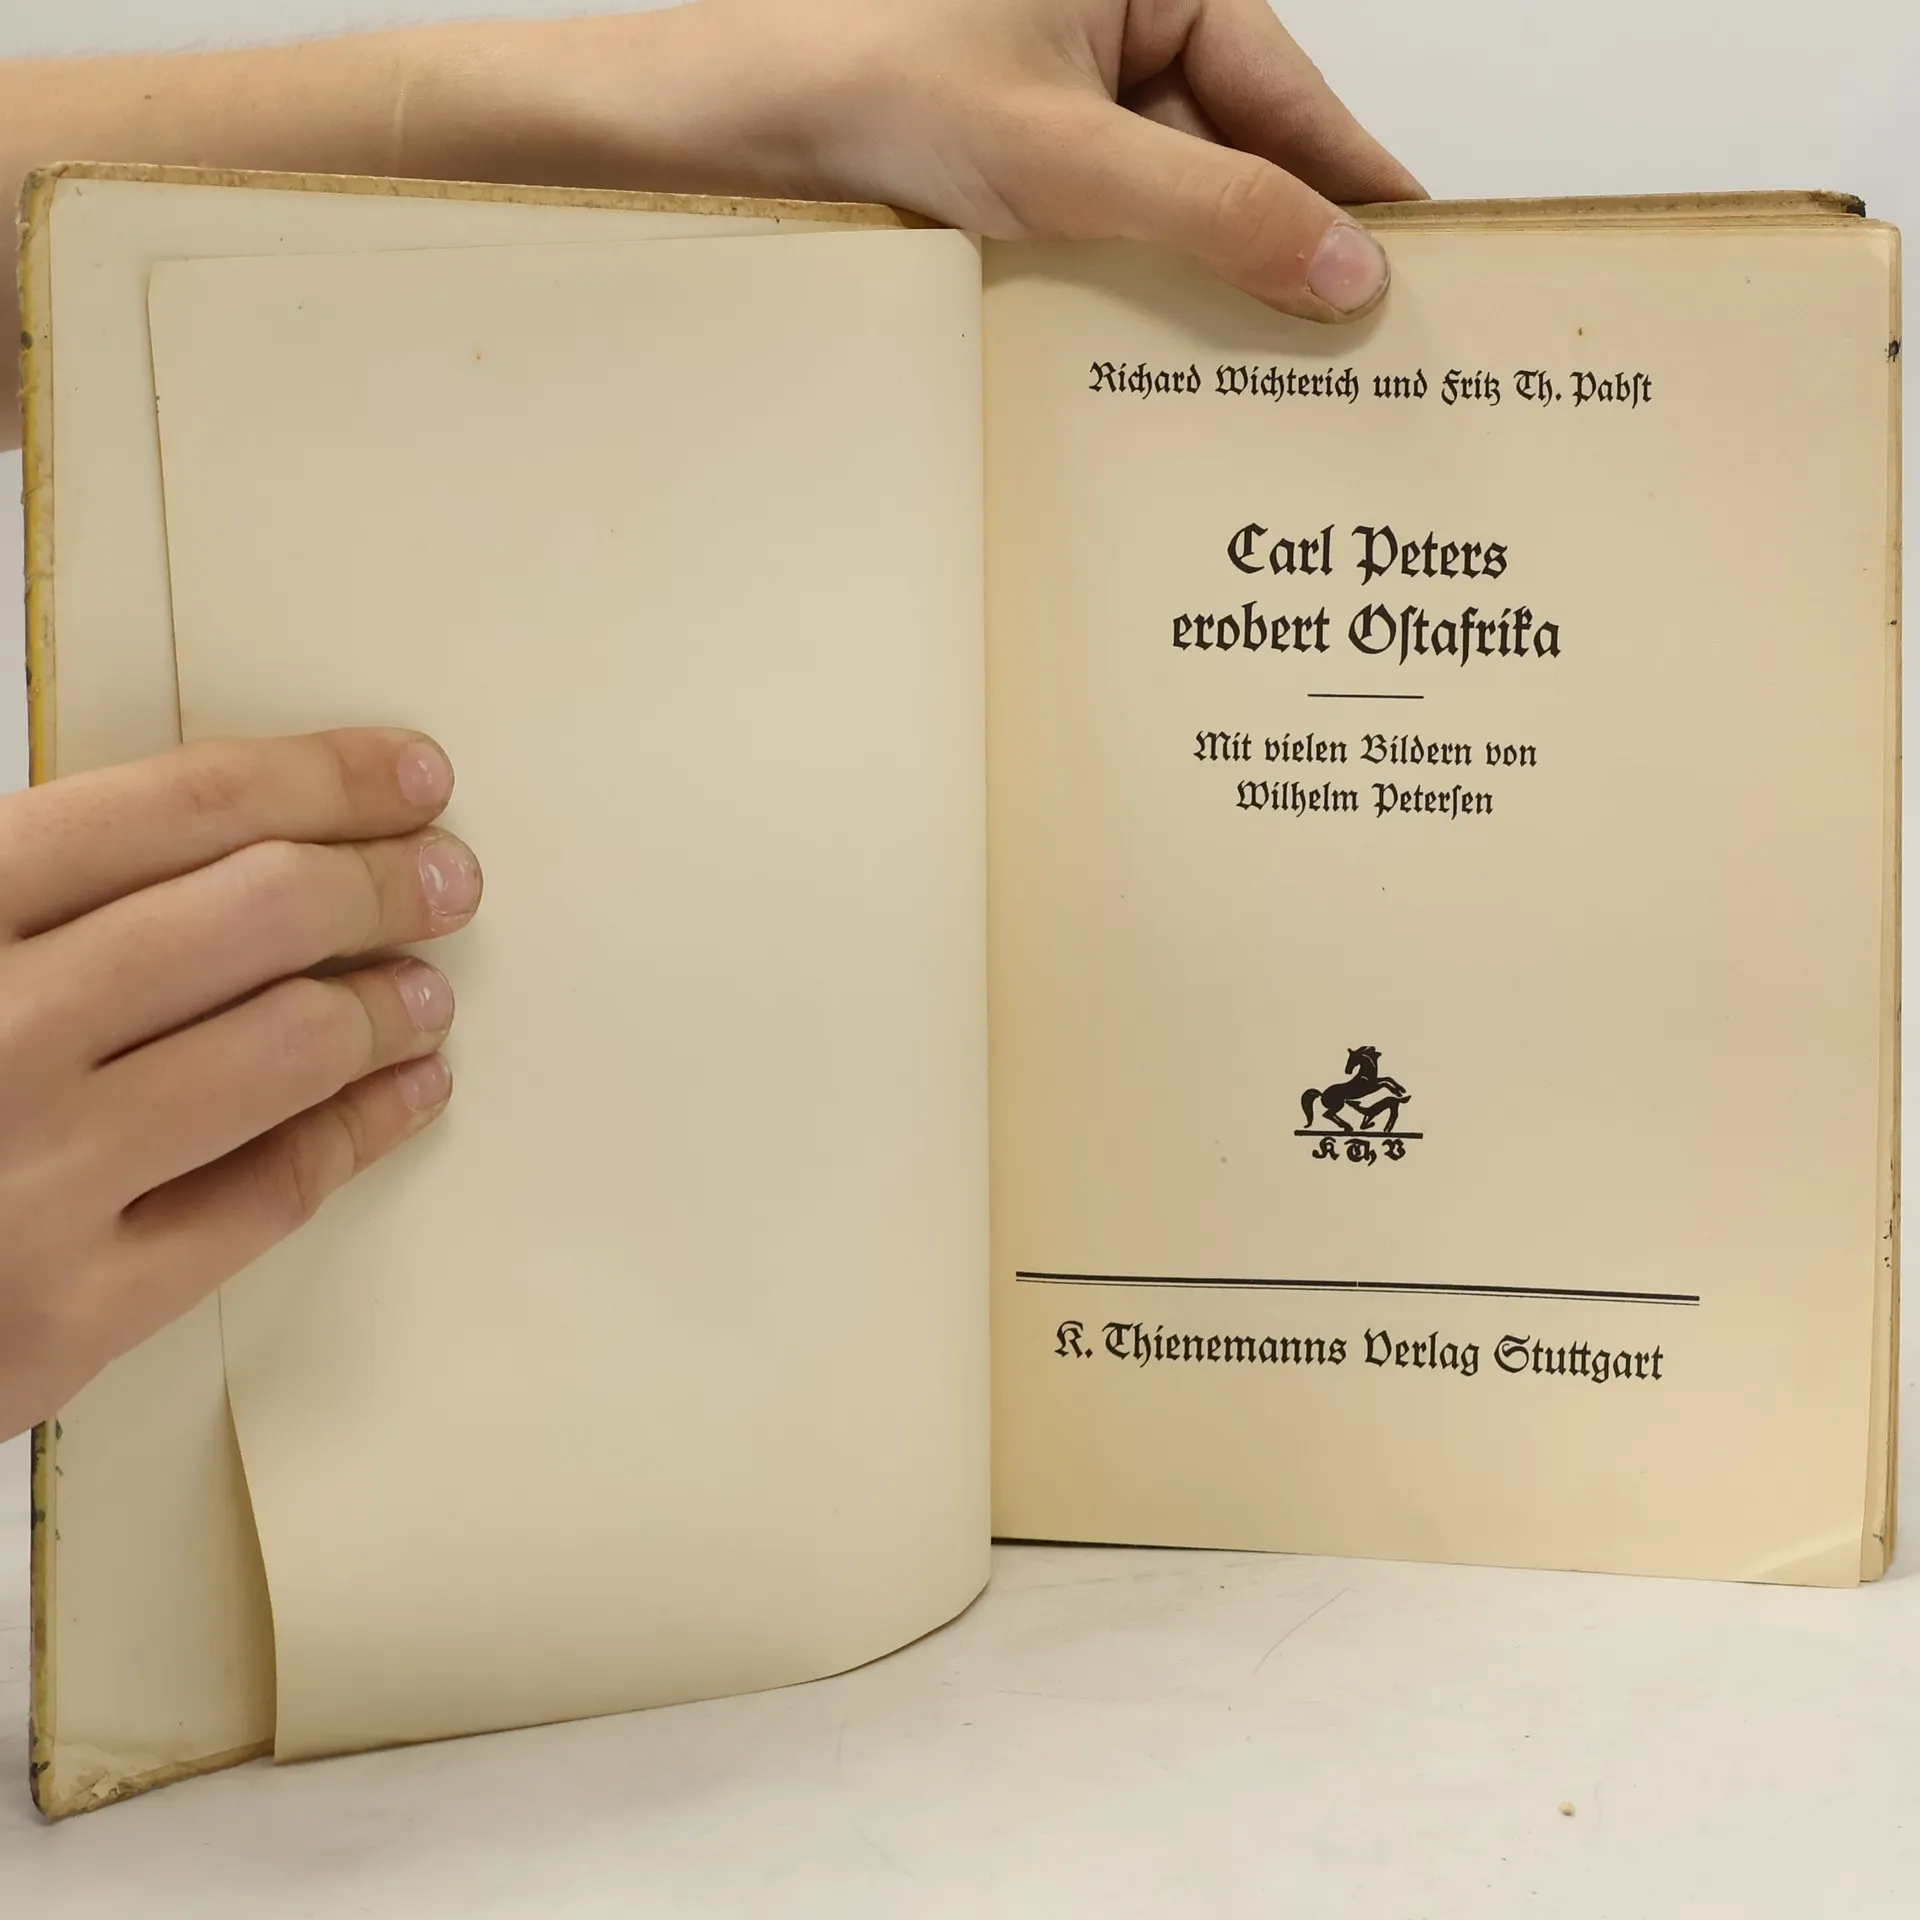 Richard Wichterich und Fritz Th. Pabſt
Carl Peters
erobert Oſtafrika
Mit vielen Bildern von
Wilhelm Peterſen
K Th V
K. Thienemanns Verlag Stuttgart